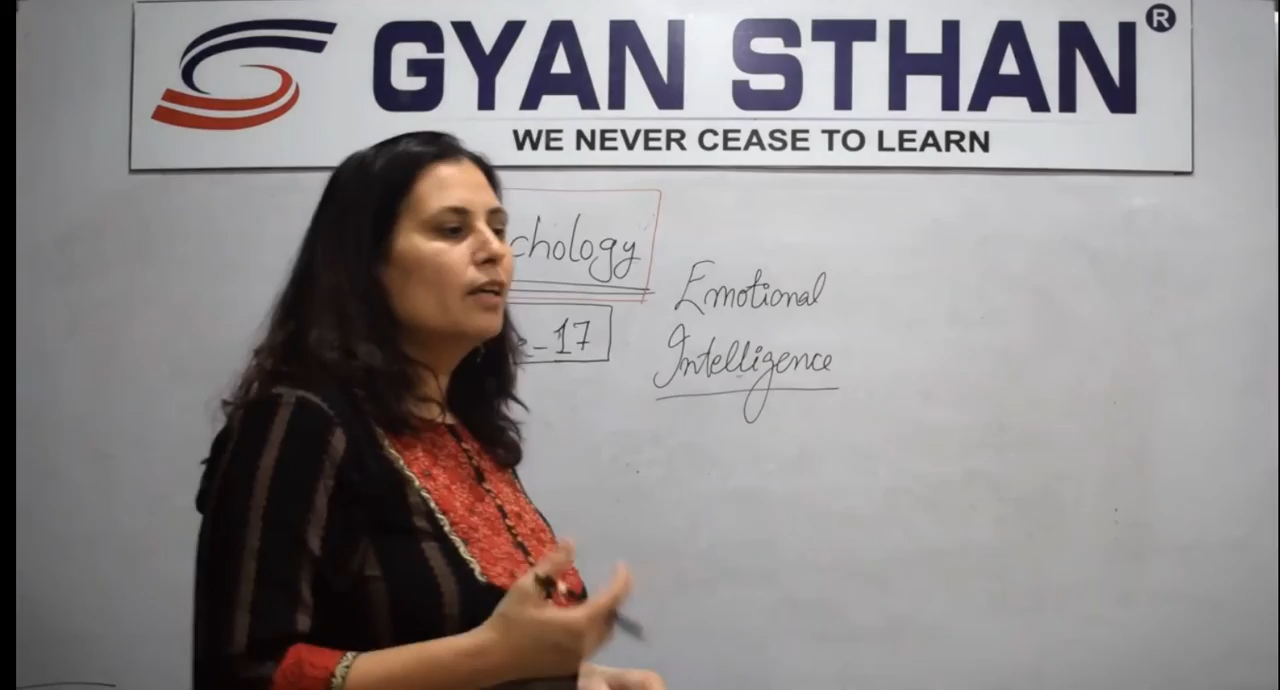 GYAN STHAN ®
WE NEVER CEASE TO LEARN
chology
-17
Emotional
Intelligence